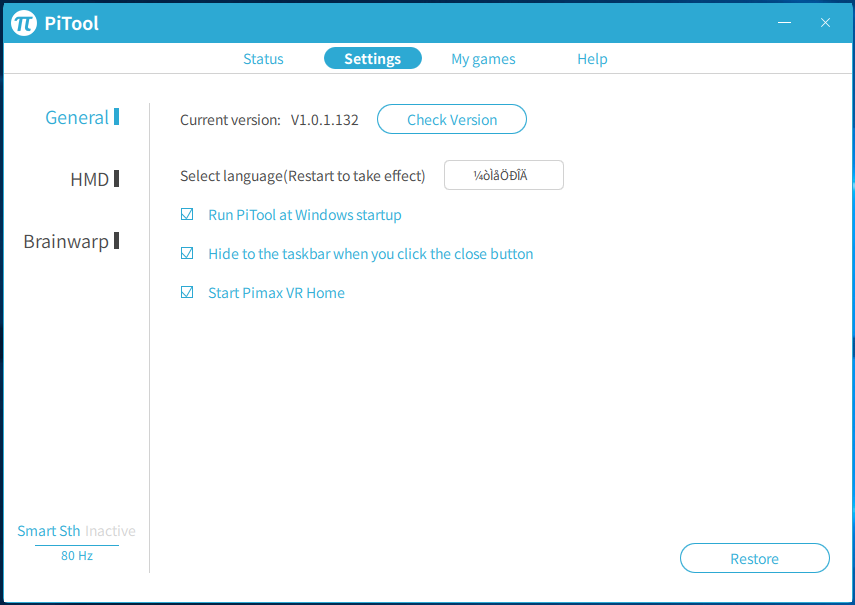 π PiTool
Status Settings My games Help
General
HMD
Brainwarp
Current version: V1.0.1.132 Check Version
Select language(Restart to take effect) ¼òÌåÖÐÎÄ
Run PiTool at Windows startup
Hide to the taskbar when you click the close button
Start Pimax VR Home
Smart Sth Inactive
80 Hz
Restore